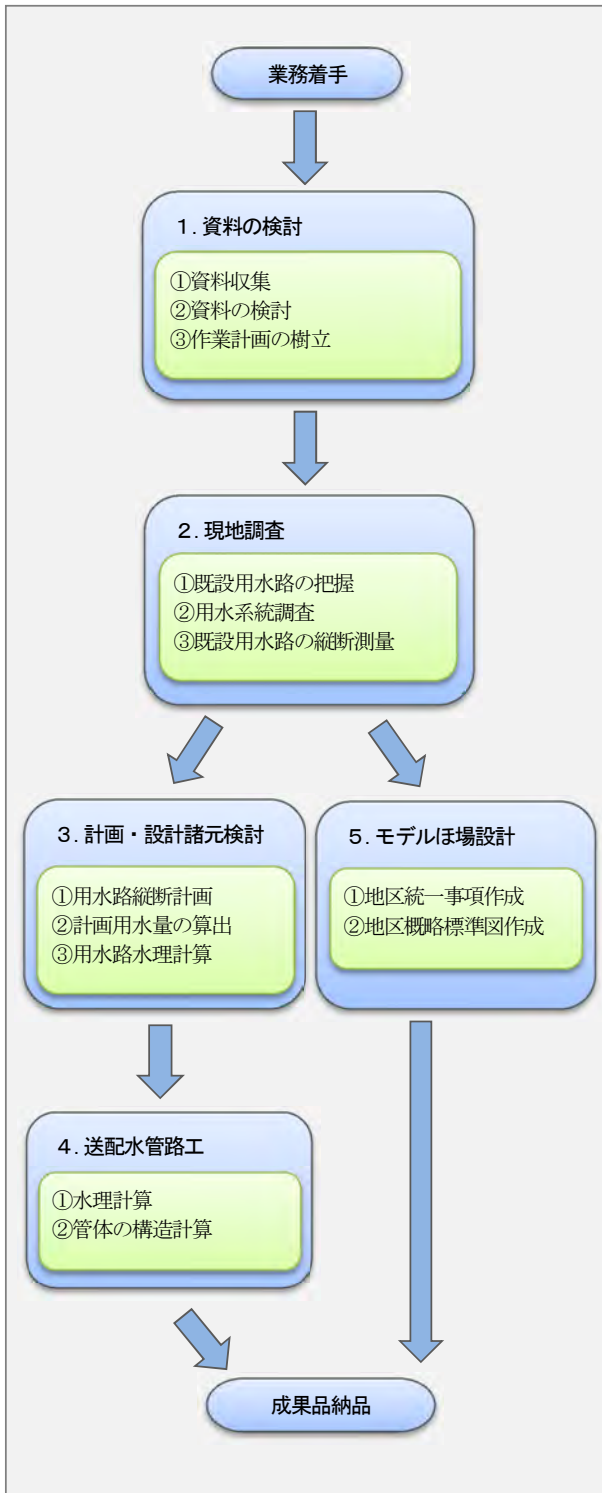 業務着手
１．資料の検討
①資料収集
②資料の検討
③作業計画の樹立
２．現地調査
①既設用水路の把握
②用水系統調査
③既設用水路の縦断測量
３．計画・設計諸元検討
①用水路縦断計画
②計画用水量の算出
③用水路水理計算
５．モデルほ場設計
①地区統一事項作成
②地区概略標準図作成
４．送配水管路工
①水理計算
②管体の構造計算
成果品納品